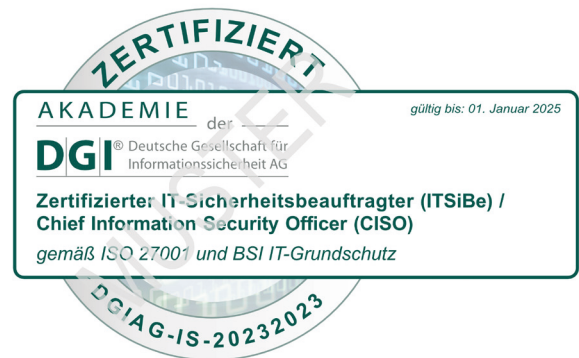 ZERTIFIZIERT
AKADEMIE
der
gültig bis: 01. Januar 2025
DGI® Deutsche Gesellschaft für
Informationssicherheit AG
Zertifizierter IT-Sicherheitsbeauftragter (ITSiBe) /
Chief Information Security Officer (CISO)
gemäß ISO 27001 und BSI IT-Grundschutz
MUSTER
DGIAG-IS-20232023